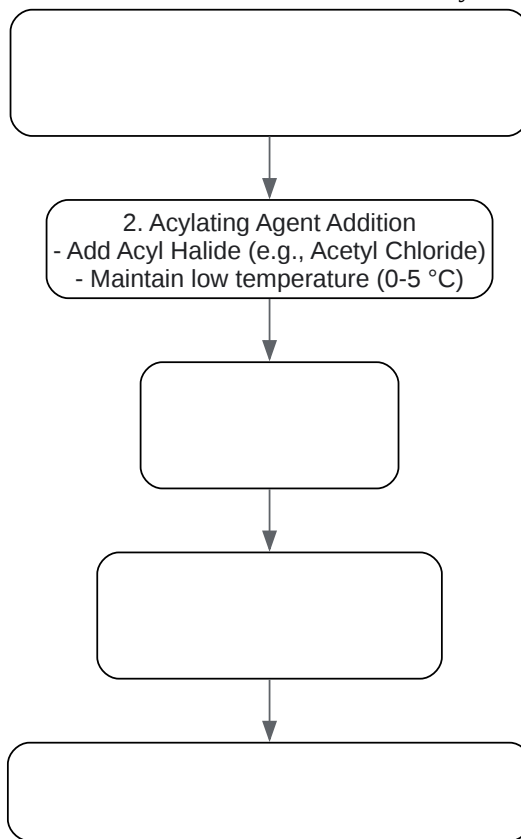 2. Acylating Agent Addition
- Add Acyl Halide (e.g., Acetyl Chloride)
- Maintain low temperature (0-5 °C)